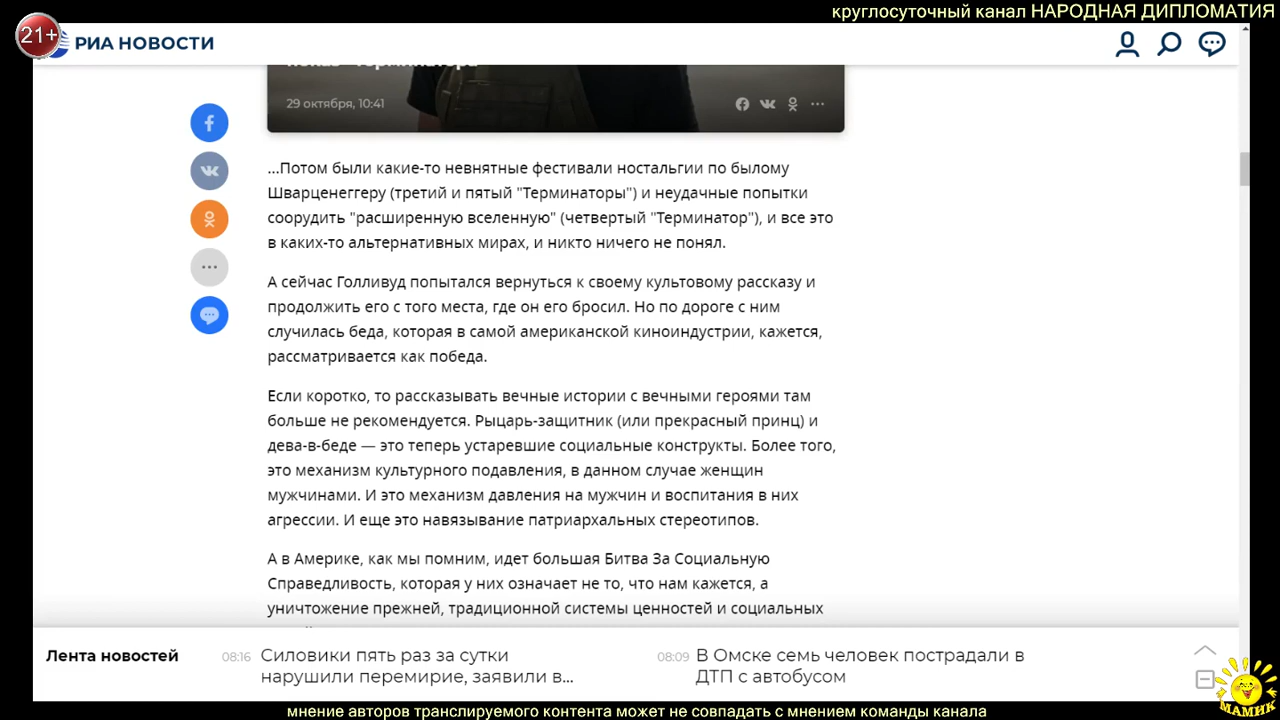 круглосуточный канал НАРОДНАЯ ДИПЛОМАТИЯ
21+
РИА НОВОСТИ
29 октября, 10:41
...Потом были какие-то невнятные фестивали ностальгии по былому
Шварценеггеру (третий и пятый "Терминаторы") и неудачные попытки
соорудить "расширенную вселенную" (четвертый "Терминатор"), и все это
в каких-то альтернативных мирах, и никто ничего не понял.
А сейчас Голливуд попытался вернуться к своему культовому рассказу и
продолжить его с того места, где он его бросил. Но по дороге с ним
случилась беда, которая в самой американской киноиндустрии, кажется,
рассматривается как победа.
Если коротко, то рассказывать вечные истории с вечными героями там
больше не рекомендуется. Рыцарь-защитник (или прекрасный принц) и
дева-в-беде — это теперь устаревшие социальные конструкты. Более того,
это механизм культурного подавления, в данном случае женщин
мужчинами. И это механизм давления на мужчин и воспитания в них
агрессии. И еще это навязывание патриархальных стереотипов.
А в Америке, как мы помним, идет большая Битва За Социальную
Справедливость, которая у них означает не то, что нам кажется, а
уничтожение прежней, традиционной системы ценностей и социальных
Лента новостей
08:16 Силовики пять раз за сутки
нарушили перемирие, заявили в...
08:09 В Омске семь человек пострадали в
ДТП с автобусом
МАМИК
мнение авторов транслируемого контента может не совпадать с мнением команды канала